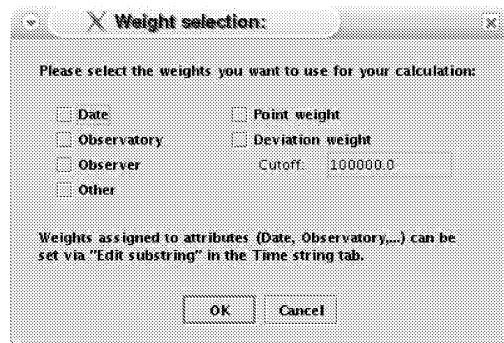 Weight selection:
Please select the weights you want to use for your calculation:
Date
Point weight
Observatory
Deviation weight
Observer
Cutoff: 100000.0
Other
Weights assigned to attributes (Date, Observatory,...) can be
set via "Edit substring" in the Time string tab.
OK Cancel